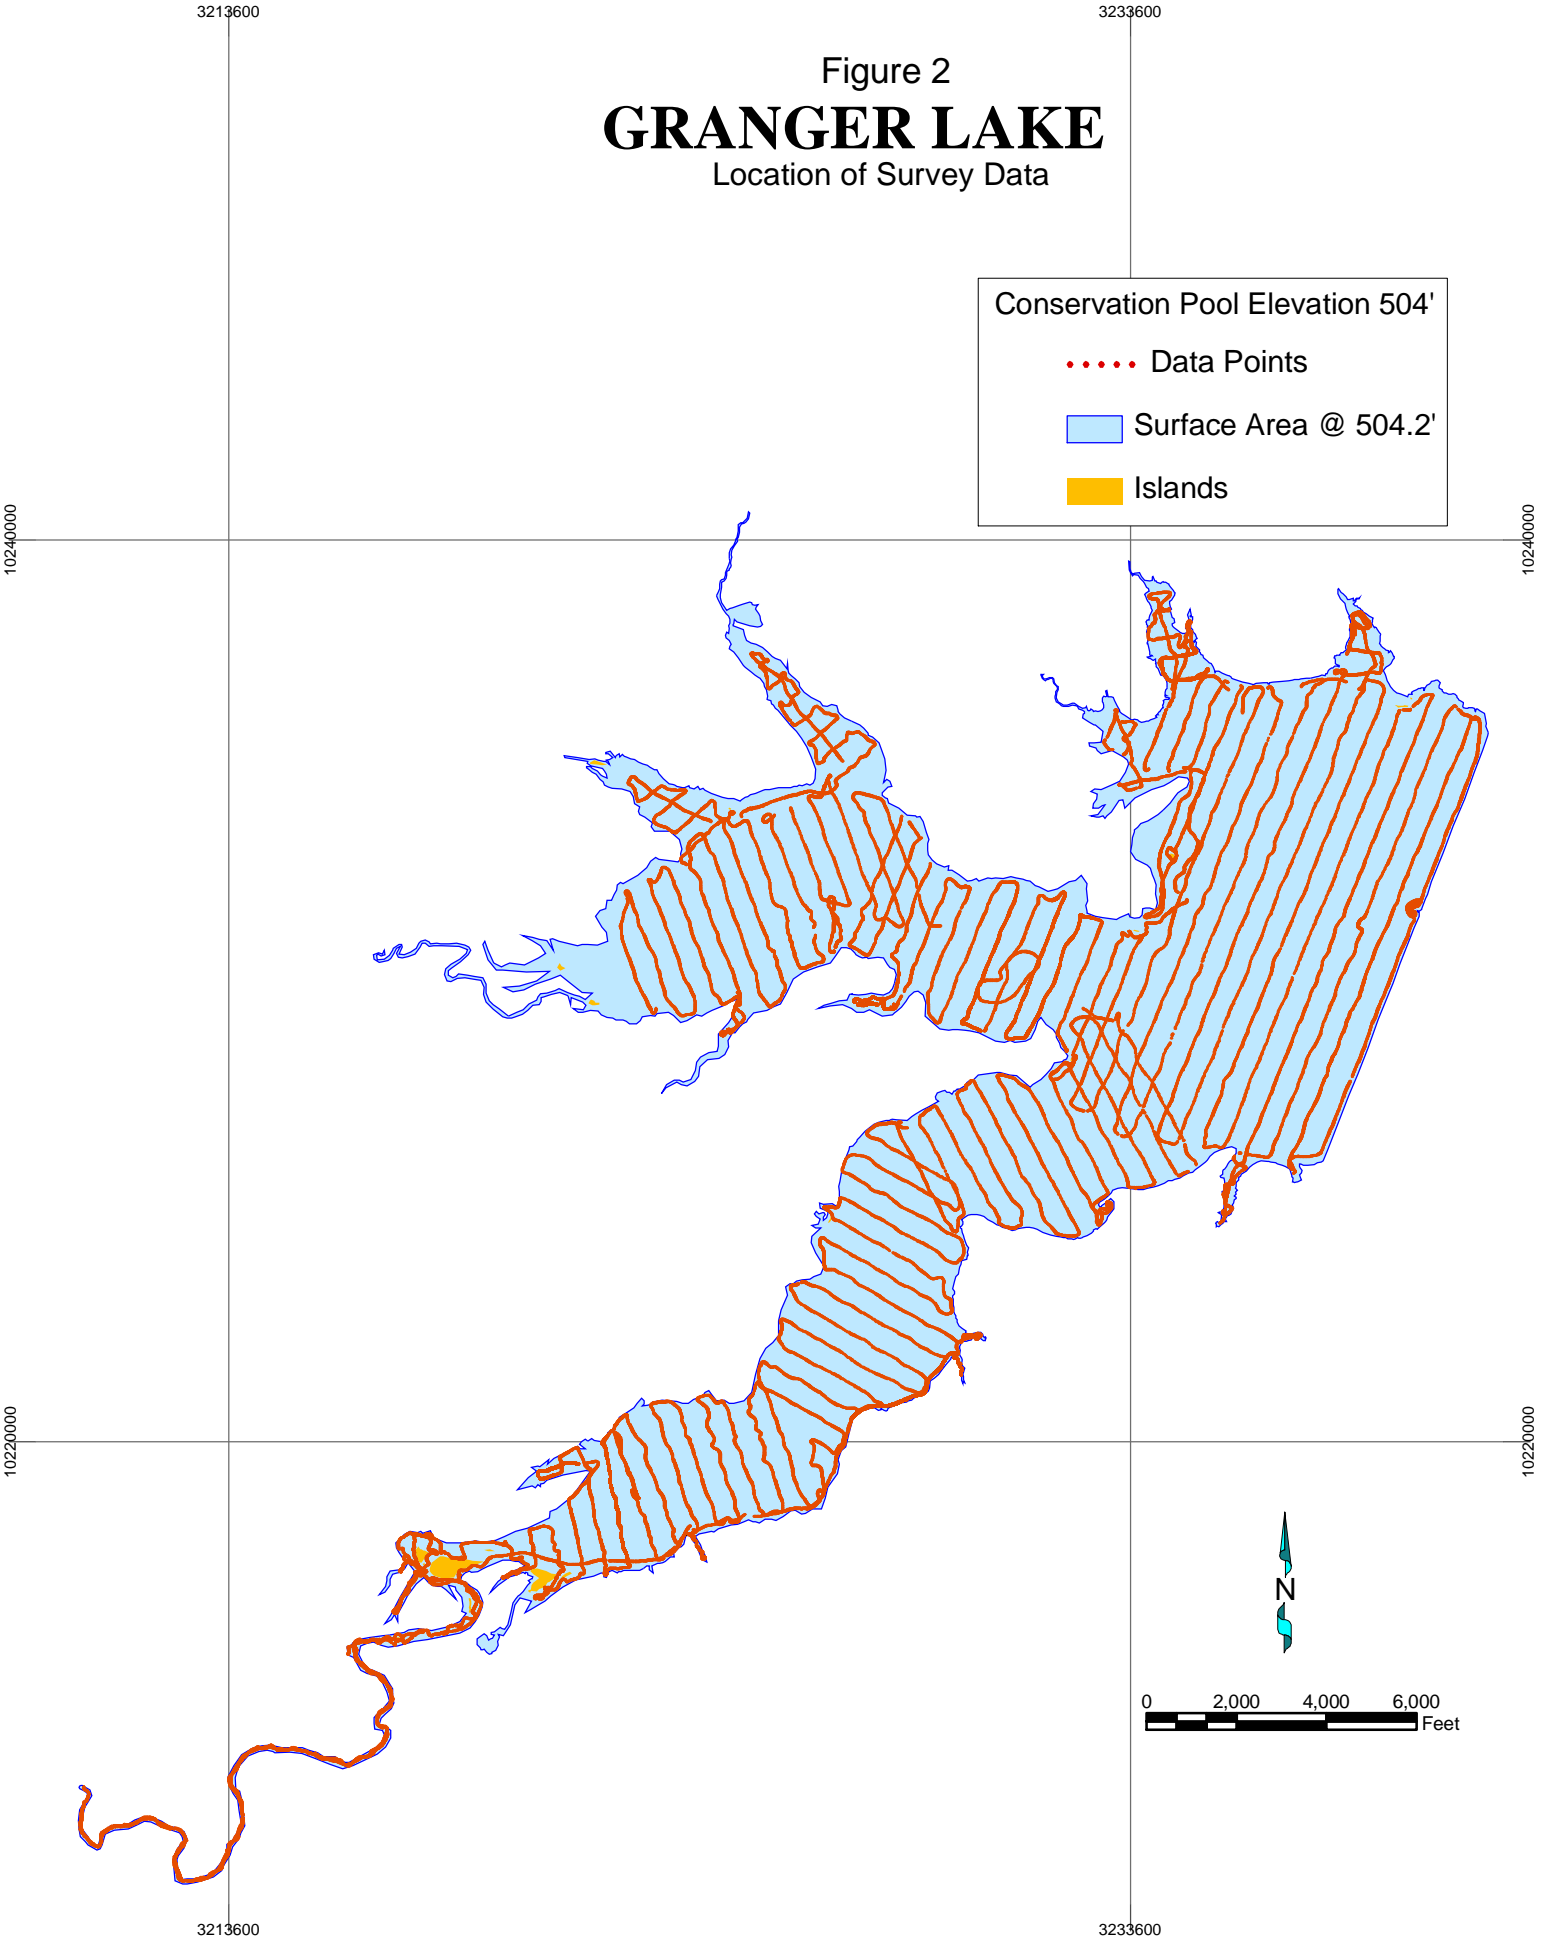 3213600
3233600
Figure 2
GRANGER LAKE
Location of Survey Data
Conservation Pool Elevation 504'
Data Points
Surface Area @ 504.2'
Islands
10240000
10240000
10220000
10220000
N
0 2,000 4,000 6,000
Feet
3213600
3233600